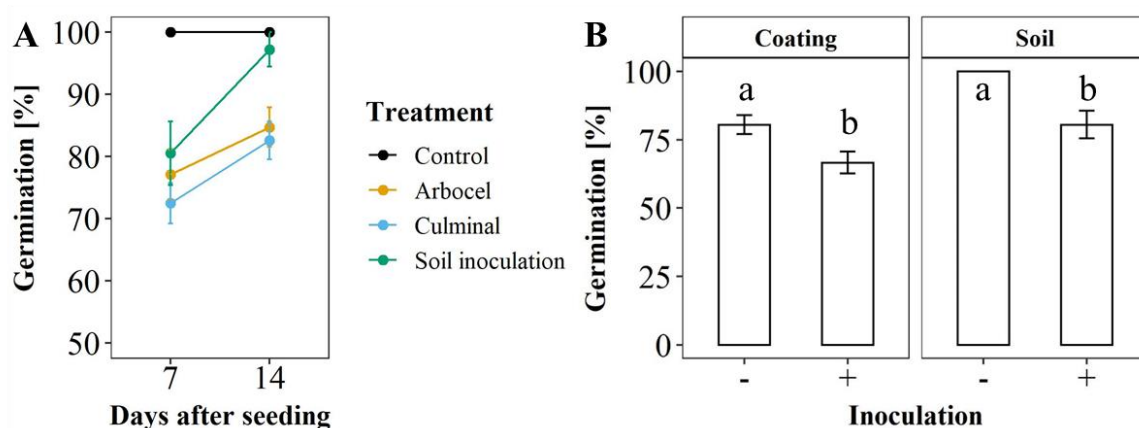 A
Germination [%]
100
90
80
70
60
50
7 14
Days after seeding
Treatment
Control
Arbocel
Culminal
Soil inoculation
B
Coating Soil
Germination [%]
100
75
50
25
0
a b a b
- + - +
Inoculation